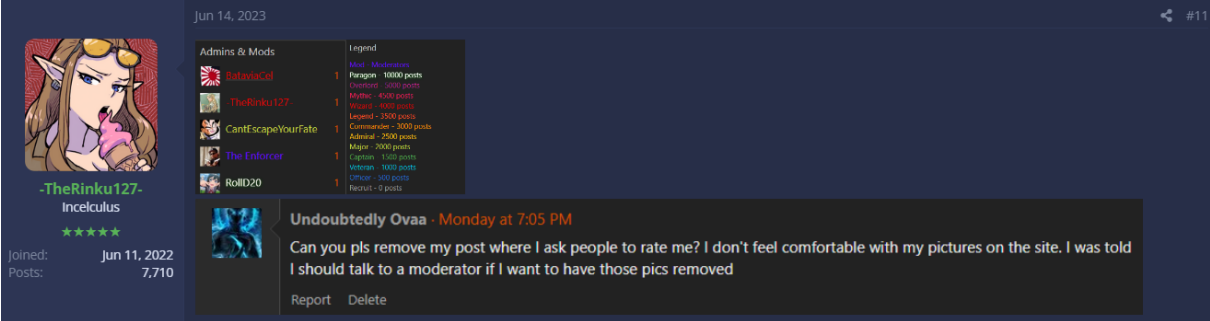 Jun 14, 2023
#11
-TheRinku127-
Incelculus
Joined: Jun 11, 2022
Posts: 7,710
Admins & Mods
BataviaCel 1
-TheRinku127- 1
CantEscapeYourFate 1
The Enforcer 1
RollD20 1
Legend
Mod - Moderators
Paragon - 10000 posts
Overlord - 5000 posts
Mythic - 4500 posts
Wizard - 4000 posts
Legend - 3500 posts
Commander - 3000 posts
Admiral - 2500 posts
Major - 2000 posts
Captain - 1500 posts
Veteran - 1000 posts
Officer - 500 posts
Recruit - 0 posts
Undoubtedly Ovaa · Monday at 7:05 PM
Can you pls remove my post where I ask people to rate me? I don't feel comfortable with my pictures on the site. I was told
I should talk to a moderator if I want to have those pics removed
Report Delete